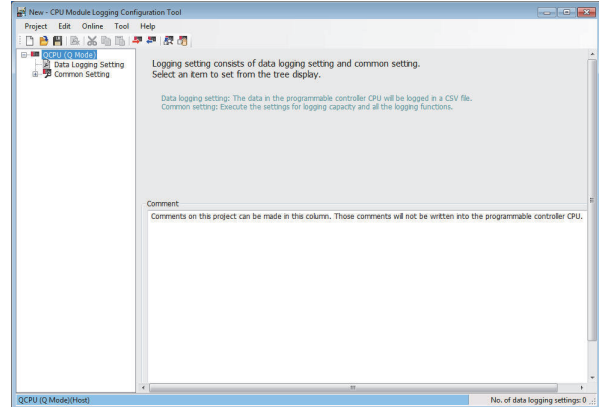 New - CPU Module Logging Configuration Tool
Project Edit Online Tool Help
QCPU (Q Mode)
Data Logging Setting
Common Setting
Logging setting consists of data logging setting and common setting.
Select an item to set from the tree display.
Data logging setting: The data in the programmable controller CPU will be logged in a CSV file.
Common setting: Execute the settings for logging capacity and all the logging functions.
Comment
Comments on this project can be made in this column. Those comments will not be written into the programmable controller CPU.
QCPU (Q Mode)(Host)
No. of data logging settings: 0